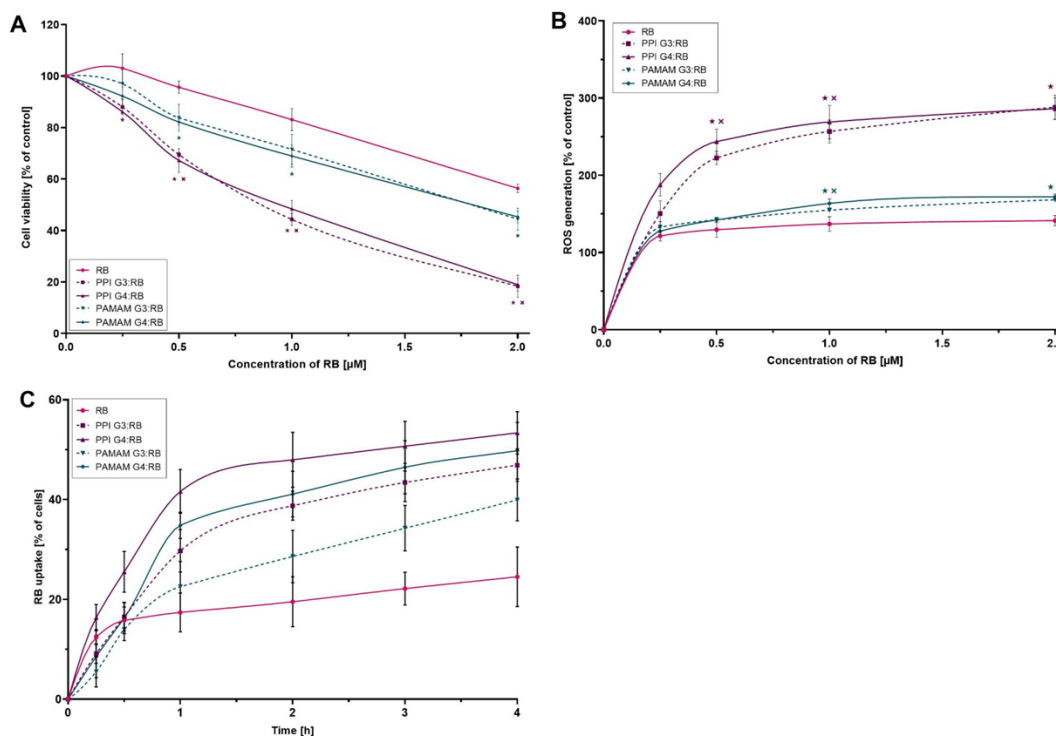 A
Cell viability [% of control]
120
100
80
60
40
20
0
RB
PPI G3:RB
PPI G4:RB
PAMAM G3:RB
PAMAM G4:RB
0.0 0.5 1.0 1.5 2.0
Concentration of RB [µM]
B
ROS generation [% of control]
400
300
200
100
0
RB
PPI G3:RB
PPI G4:RB
PAMAM G3:RB
PAMAM G4:RB
0.0 0.5 1.0 1.5 2.0
Concentration of RB [µM]
C
RB uptake [% of cells]
60
40
20
0
RB
PPI G3:RB
PPI G4:RB
PAMAM G3:RB
PAMAM G4:RB
0 1 2 3 4
Time [h]